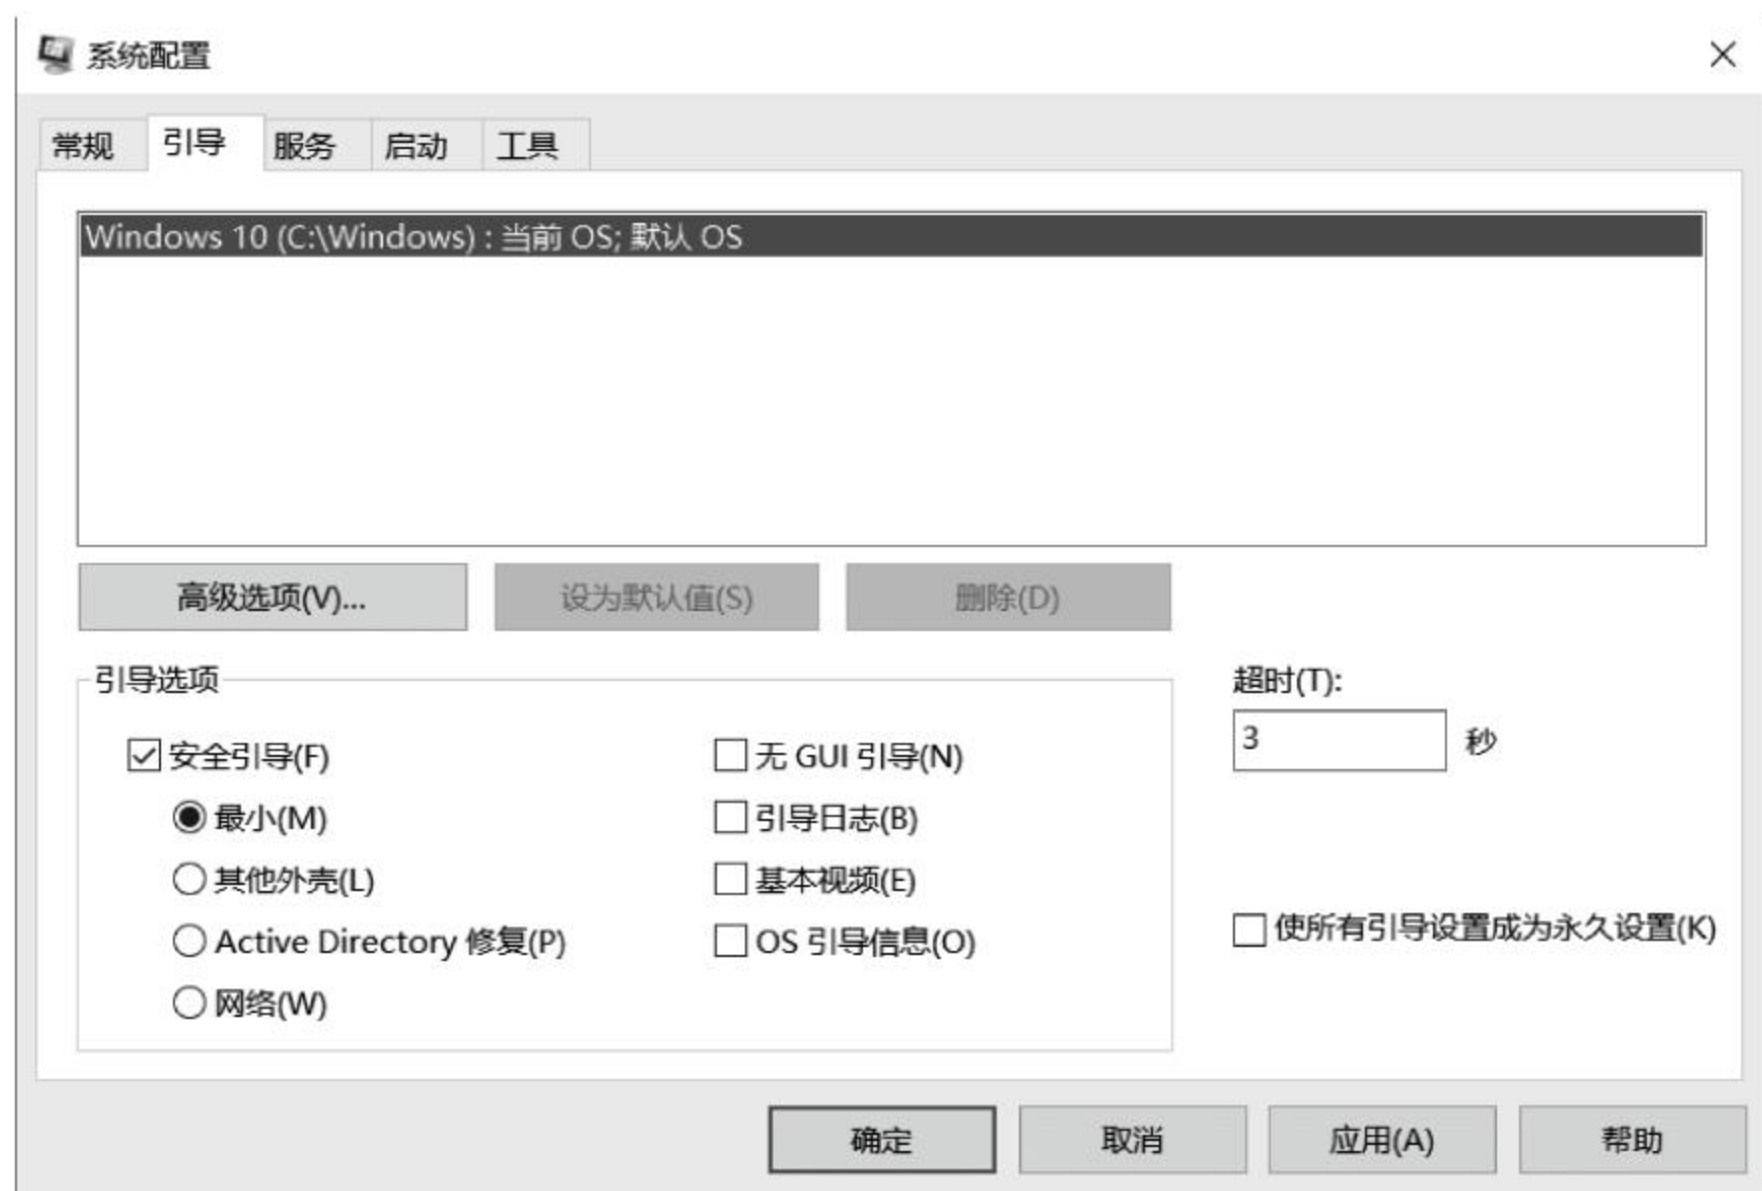 系统配置
常规 引导 服务 启动 工具
Windows 10 (C:\Windows) : 当前 OS; 默认 OS
高级选项(V)... 设为默认值(S) 删除(D)
引导选项 超时(T):
安全引导(F) 无 GUI 引导(N) 3 秒
最小(M) 引导日志(B)
其他外壳(L) 基本视频(E)
Active Directory 修复(P) OS 引导信息(O) 使所有引导设置成为永久设置(K)
网络(W)
确定 取消 应用(A) 帮助